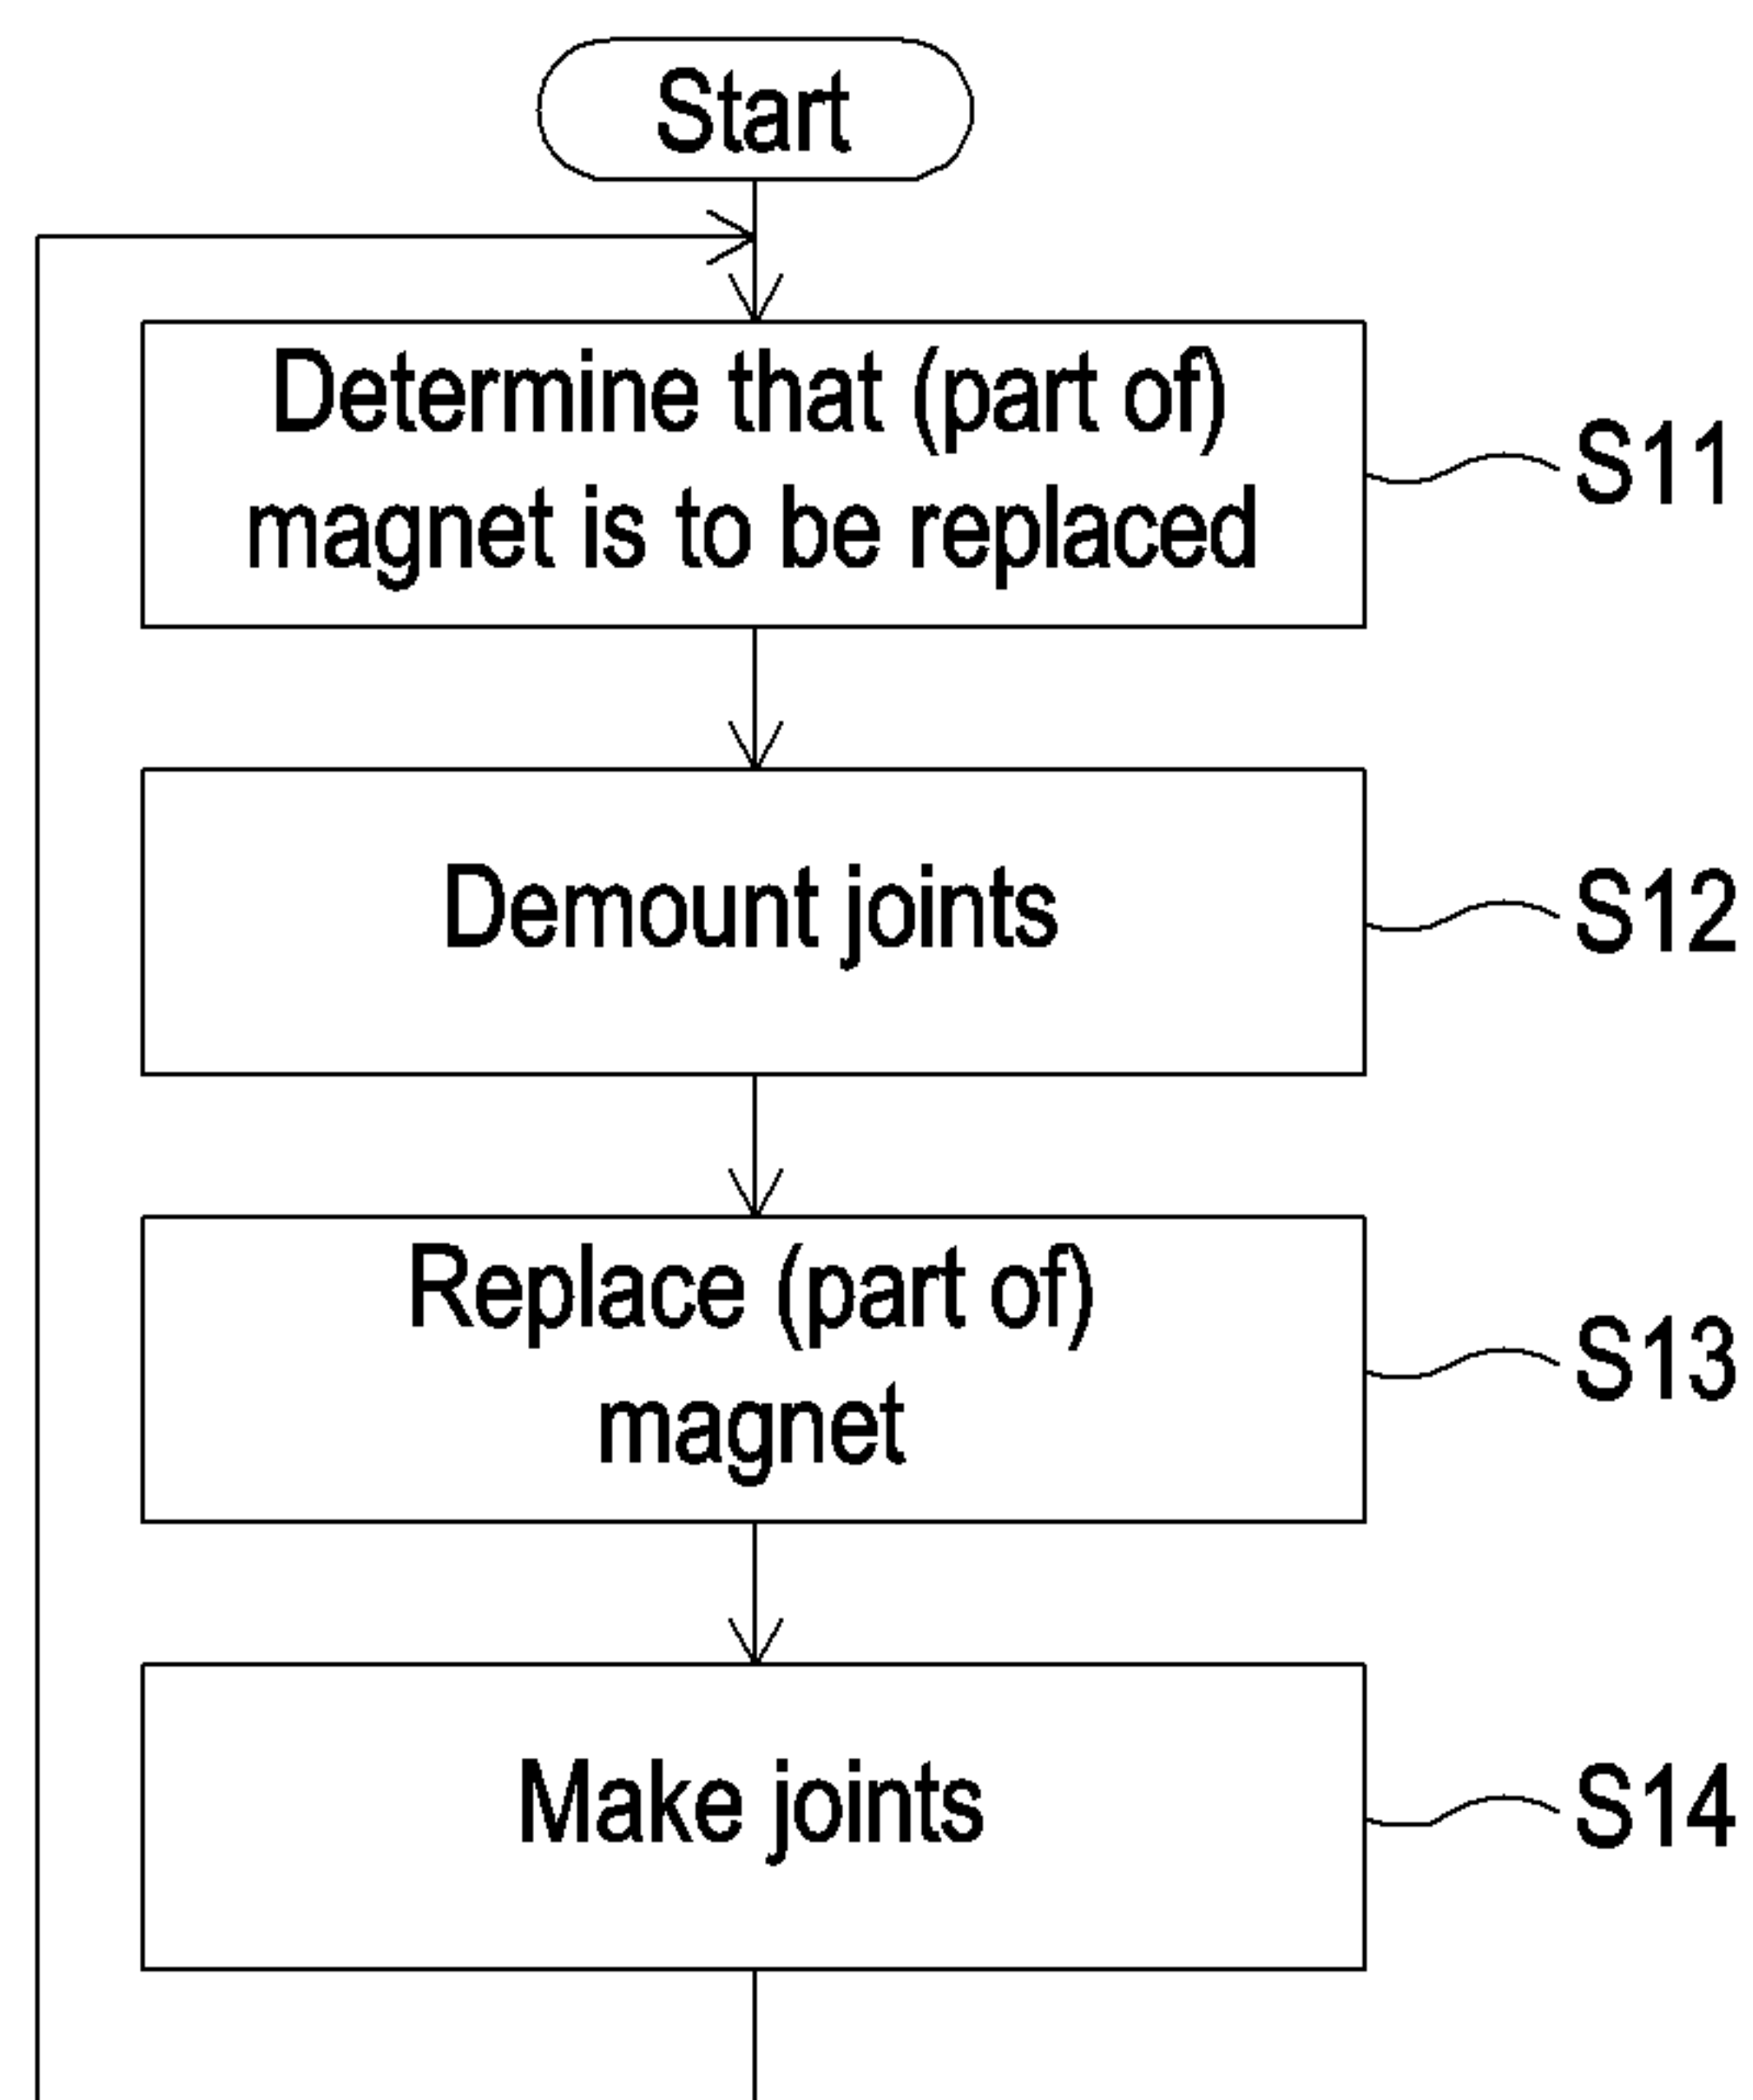 Start
Determine that (part of)
magnet is to be replaced
S11
Demount joints
S12
Replace (part of)
magnet
S13
Make joints
S14